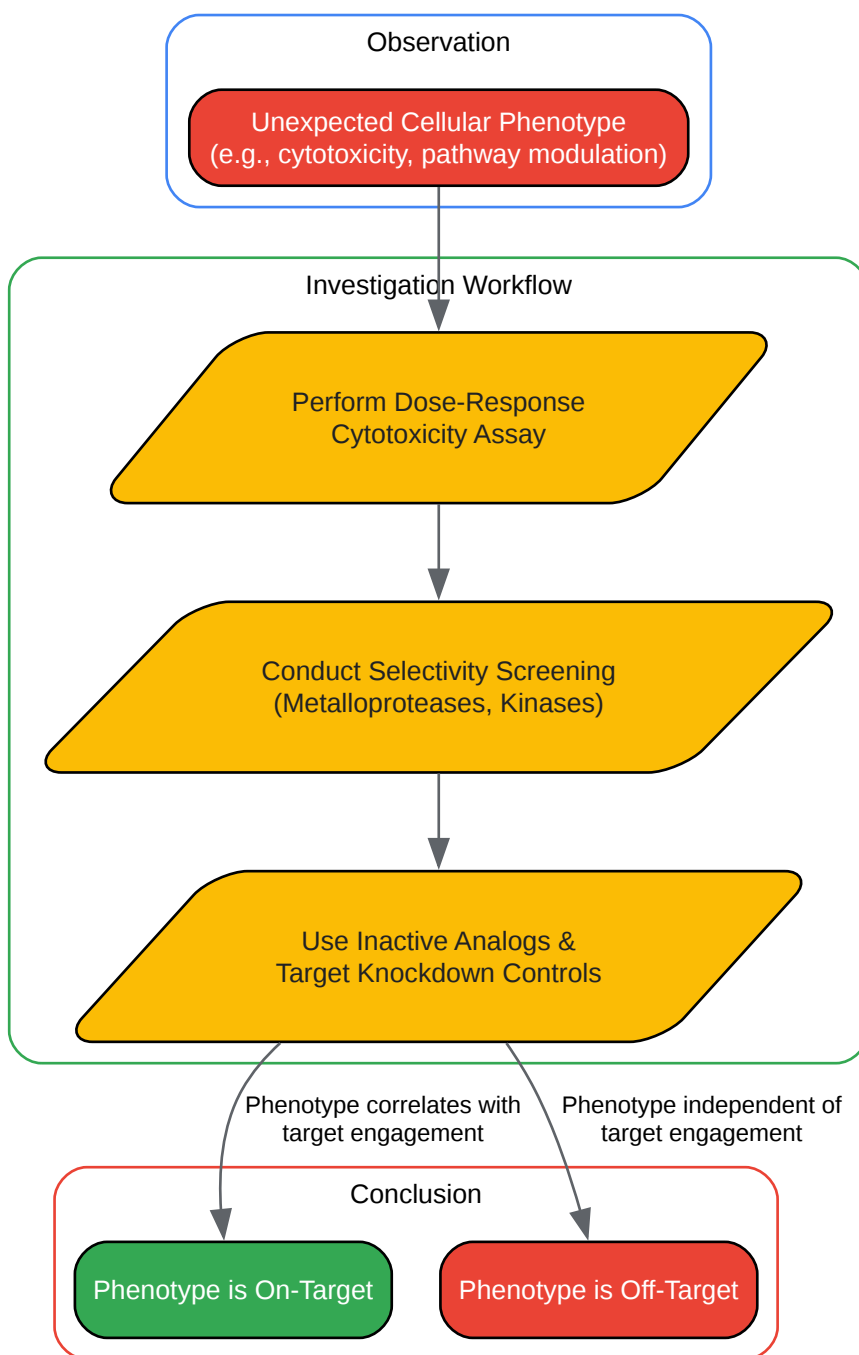 Observation
Unexpected Cellular Phenotype
(e.g., cytotoxicity, pathway modulation)
Investigation Workflow
Perform Dose-Response
Cytotoxicity Assay
Conduct Selectivity Screening
(Metalloproteases, Kinases)
Use Inactive Analogs &
Target Knockdown Controls
Phenotype correlates with
target engagement
Phenotype independent of
target engagement
Conclusion
Phenotype is On-Target
Phenotype is Off-Target